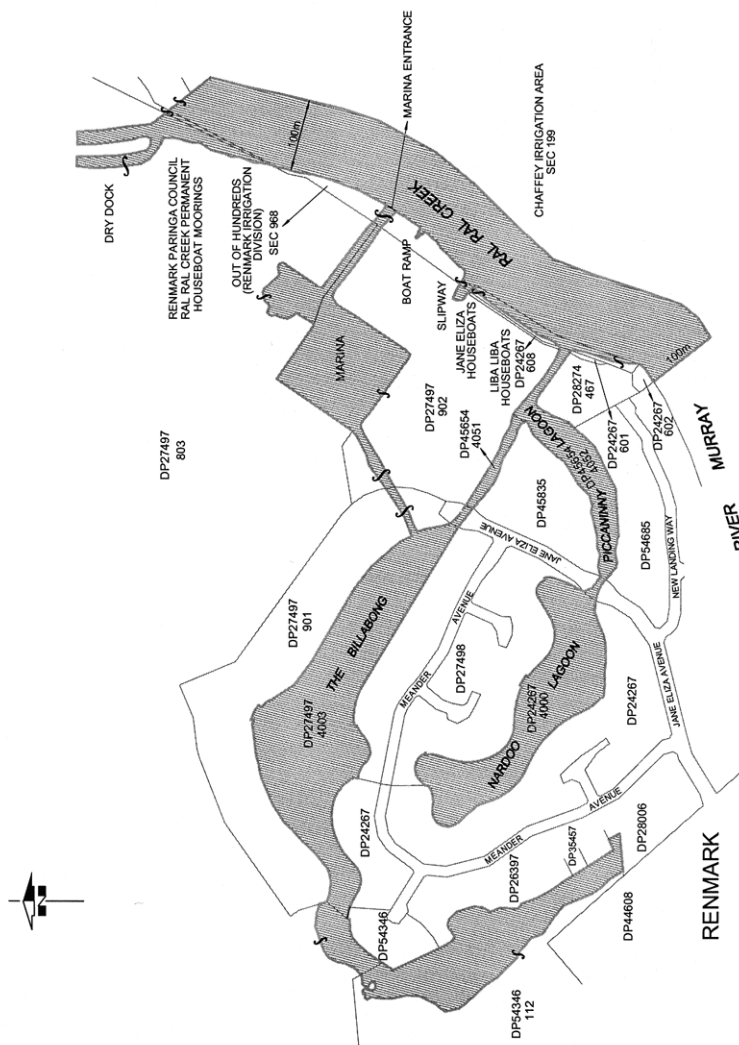 DRY DOCK
RENMARK PARINGA COUNCIL
RAL RAL CREEK PERMANENT
HOUSEBOAT MOORINGS
OUT OF HUNDREDS
(RENMARK IRRIGATION
DIVISION)
SEC 968
MARINA ENTRANCE
100m
CHAFFEY IRRIGATION AREA
SEC 199
RAL RAL CREEK
BOAT RAMP
SLIPWAY
JANE ELIZA
HOUSEBOATS
LIBA LIBA
HOUSEBOATS
DP24267
608
MARINA
DP27497
803
DP27497
902
DP45654
4051
DP28274
467
100m
DP24267
601
DP24267
602
MURRAY
RIVER
PICCANINNY LAGOON
DP45654
4052
DP45835
DP54685
NEW LANDING WAY
JANE ELIZA AVENUE
DP27497
901
THE BILLABONG
DP27497
4003
MEANDER AVENUE
DP27498
NARDOO LAGOON
DP24267
4000
DP24267
JANE ELIZA AVENUE
DP24267
MEANDER AVENUE
DP26397
DP35457
DP28006
DP54346
DP44608
DP54346
112
RENMARK
N